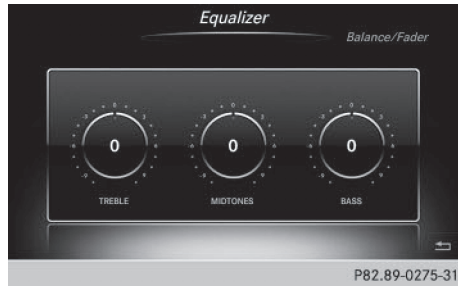 Equalizer
Balance/Fader
0 0 0
TREBLE MIDTONES BASS
P82.89-0275-31